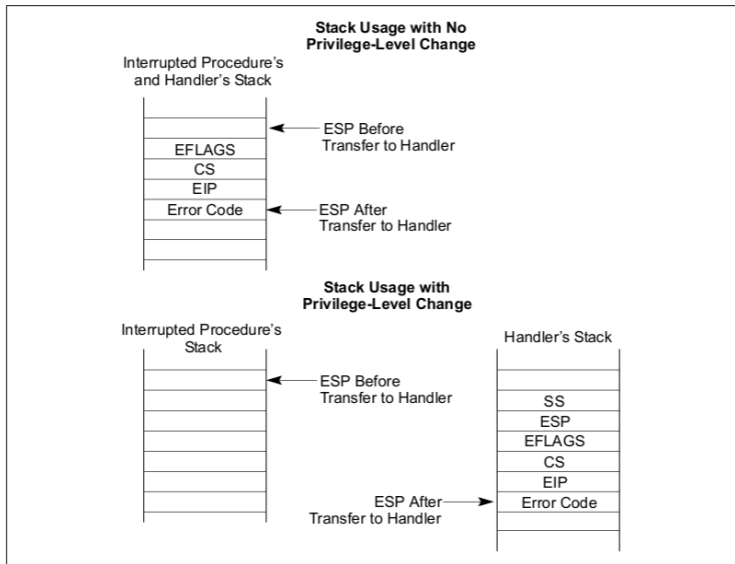 Stack Usage with No
Privilege-Level Change
Interrupted Procedure's
and Handler's Stack
ESP Before
Transfer to Handler
EFLAGS
CS
EIP
Error Code
ESP After
Transfer to Handler
Stack Usage with
Privilege-Level Change
Interrupted Procedure's
Stack
Handler's Stack
ESP Before
Transfer to Handler
SS
ESP
EFLAGS
CS
EIP
Error Code
ESP After
Transfer to Handler